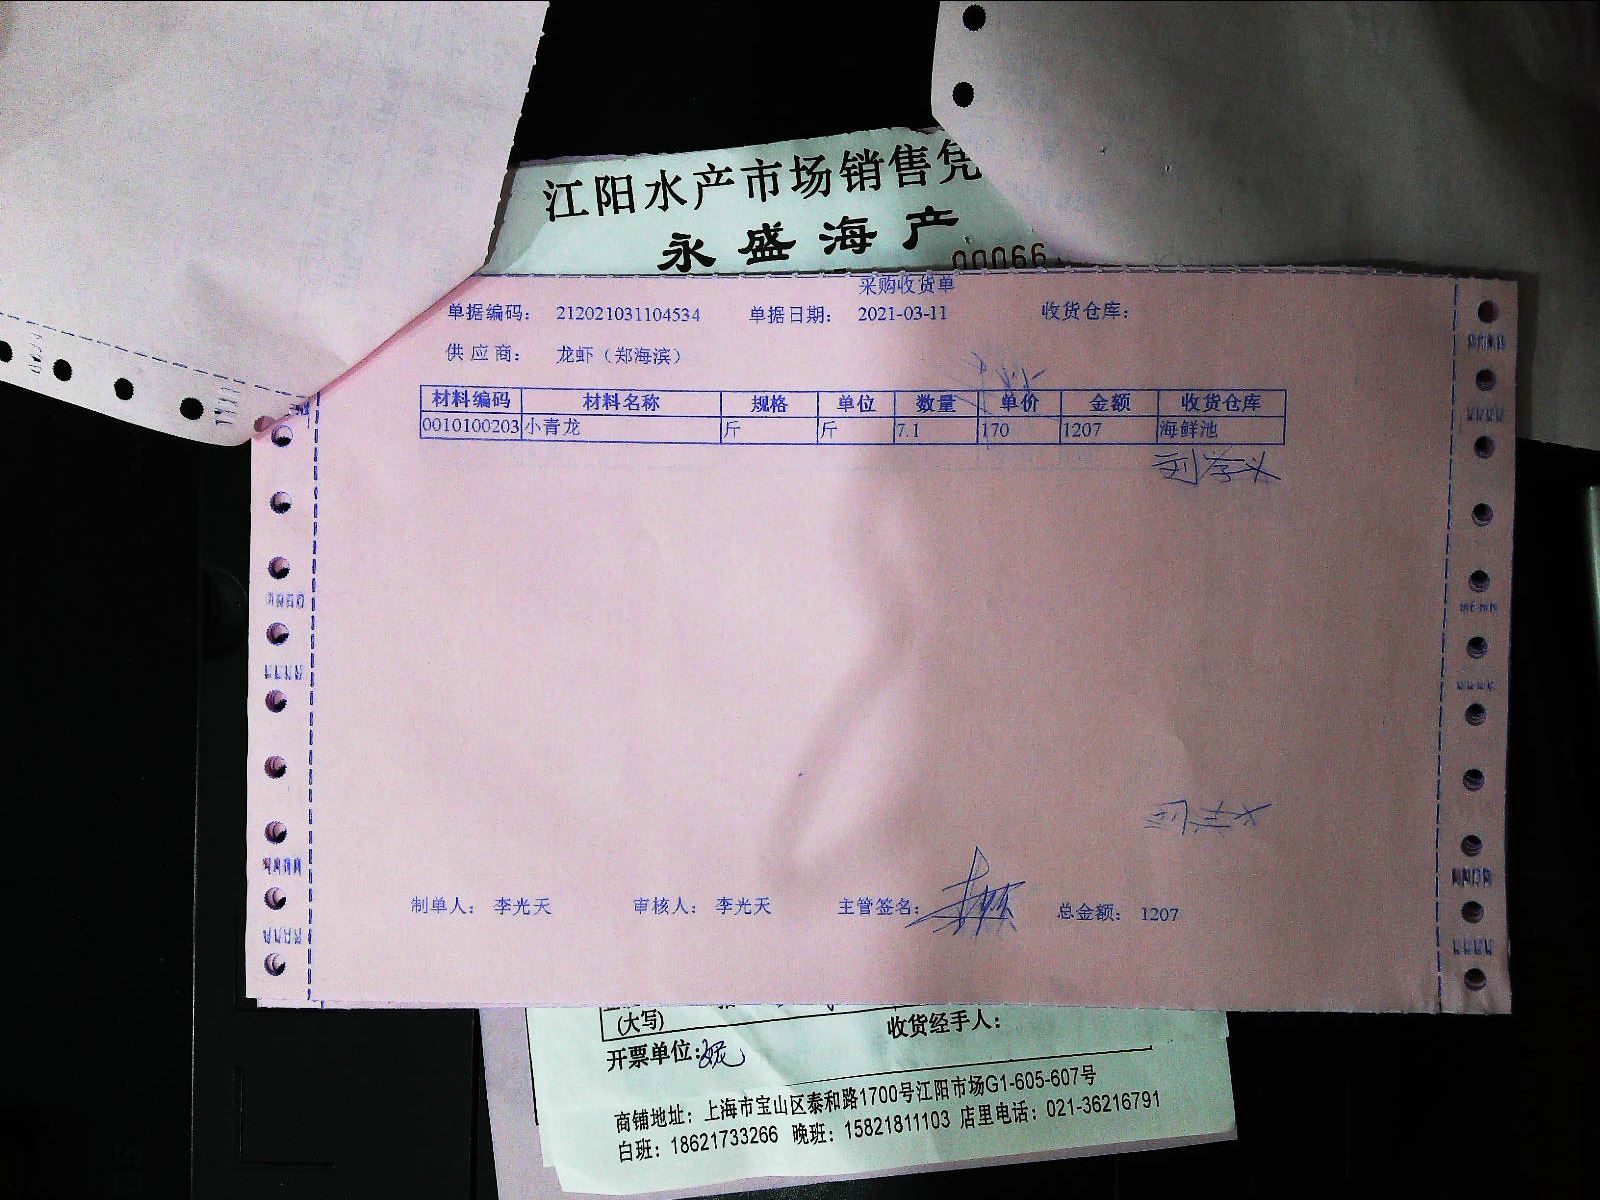 江阳水产市场销售凭
永盛海产
00066
采购收货单
单据编码： 212021031104534 单据日期： 2021-03-11 收货仓库：
供应商： 龙虾（郑海滨）
材料编码 材料名称 规格 单位 数量 单价 金额 收货仓库
0010100203 小青龙 斤 斤 7.1 170 1207 海鲜池
制单人： 李光天 审核人： 李光天 主管签名： 总金额： 1207
(大写)
收货经手人：
开票单位：
商铺地址：上海市宝山区泰和路1700号江阳市场G1-605-607号
白班：18621733266 晚班：15821811103 店里电话：021-36216791